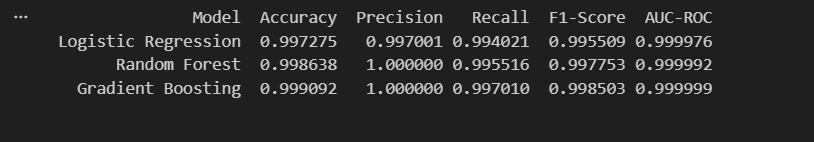 ... Model Accuracy Precision Recall F1-Score AUC-ROC
Logistic Regression 0.997275 0.997001 0.994021 0.995509 0.999976
Random Forest 0.998638 1.000000 0.995516 0.997753 0.999992
Gradient Boosting 0.999092 1.000000 0.997010 0.998503 0.999999